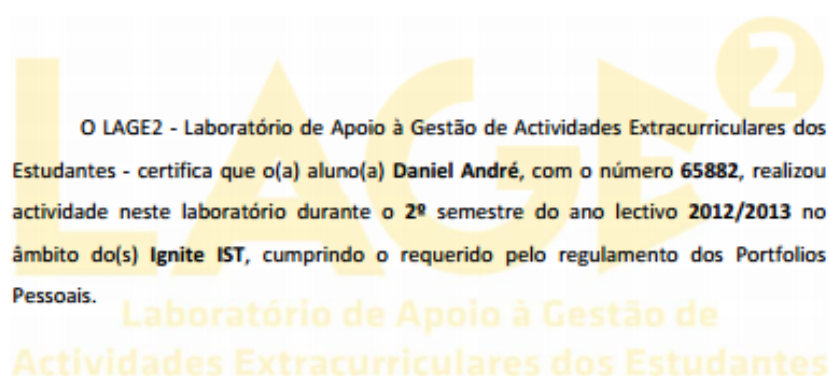 LAGE2
O LAGE2 - Laboratório de Apoio à Gestão de Actividades Extracurriculares dos
Estudantes - certifica que o(a) aluno(a) Daniel André, com o número 65882, realizou
actividade neste laboratório durante o 2º semestre do ano lectivo 2012/2013 no
âmbito do(s) Ignite IST, cumprindo o requerido pelo regulamento dos Portfolios
Pessoais.
Laboratório de Apoio à Gestão de
Actividades Extracurriculares dos Estudantes